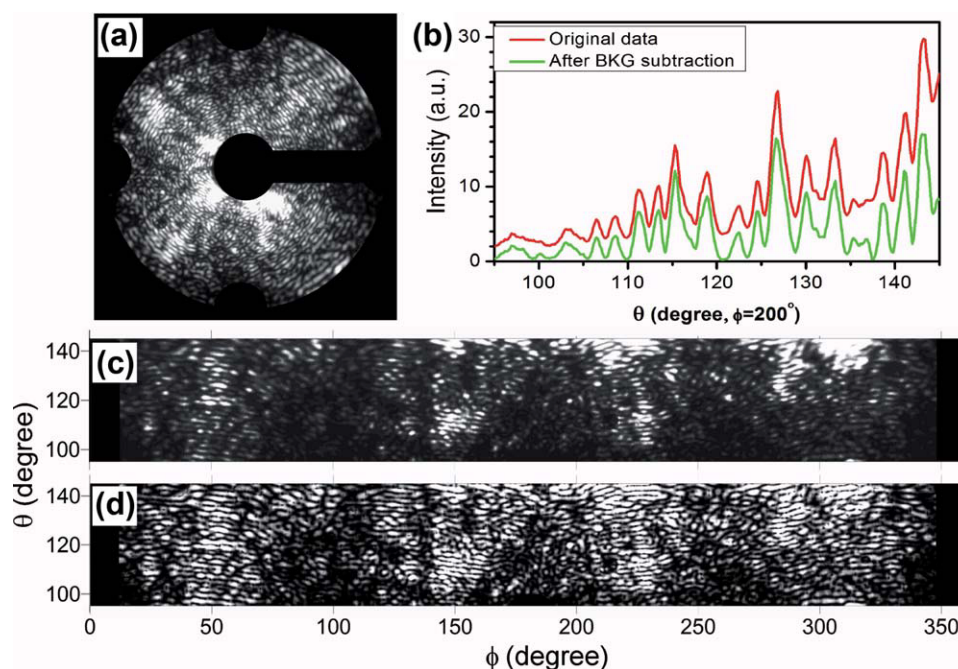 (a)
(b)
30
20
10
0
Intensity (a.u.)
Original data
After BKG subtraction
100
110
120
130
140
θ (degree, ϕ=200°)
(c)
140
120
100
(d)
140
120
100
θ (degree)
0
50
100
150
200
250
300
350
ϕ (degree)